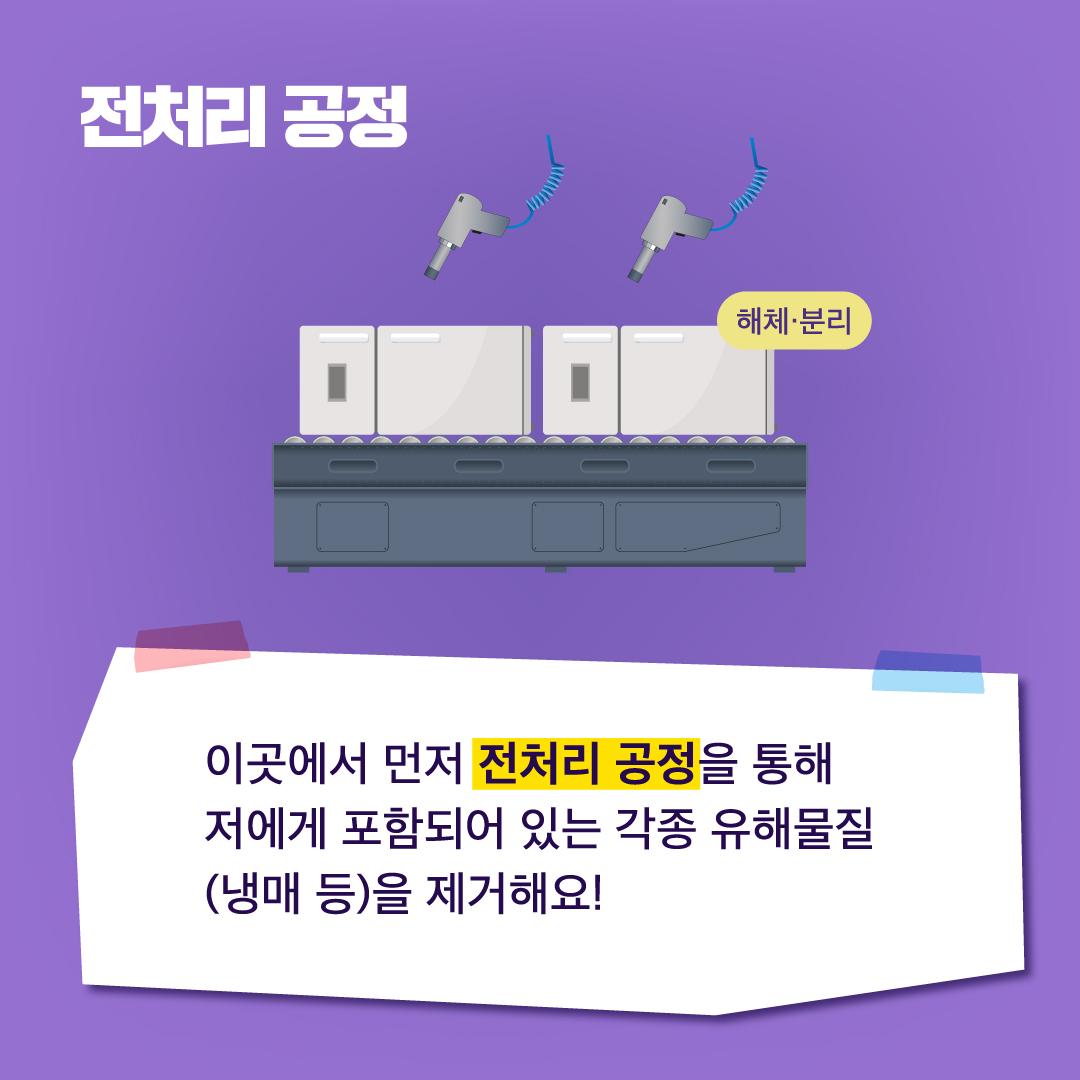 전처리 공정
해체·분리
이곳에서 먼저 전처리 공정을 통해
저에게 포함되어 있는 각종 유해물질
(냉매 등)을 제거해요!